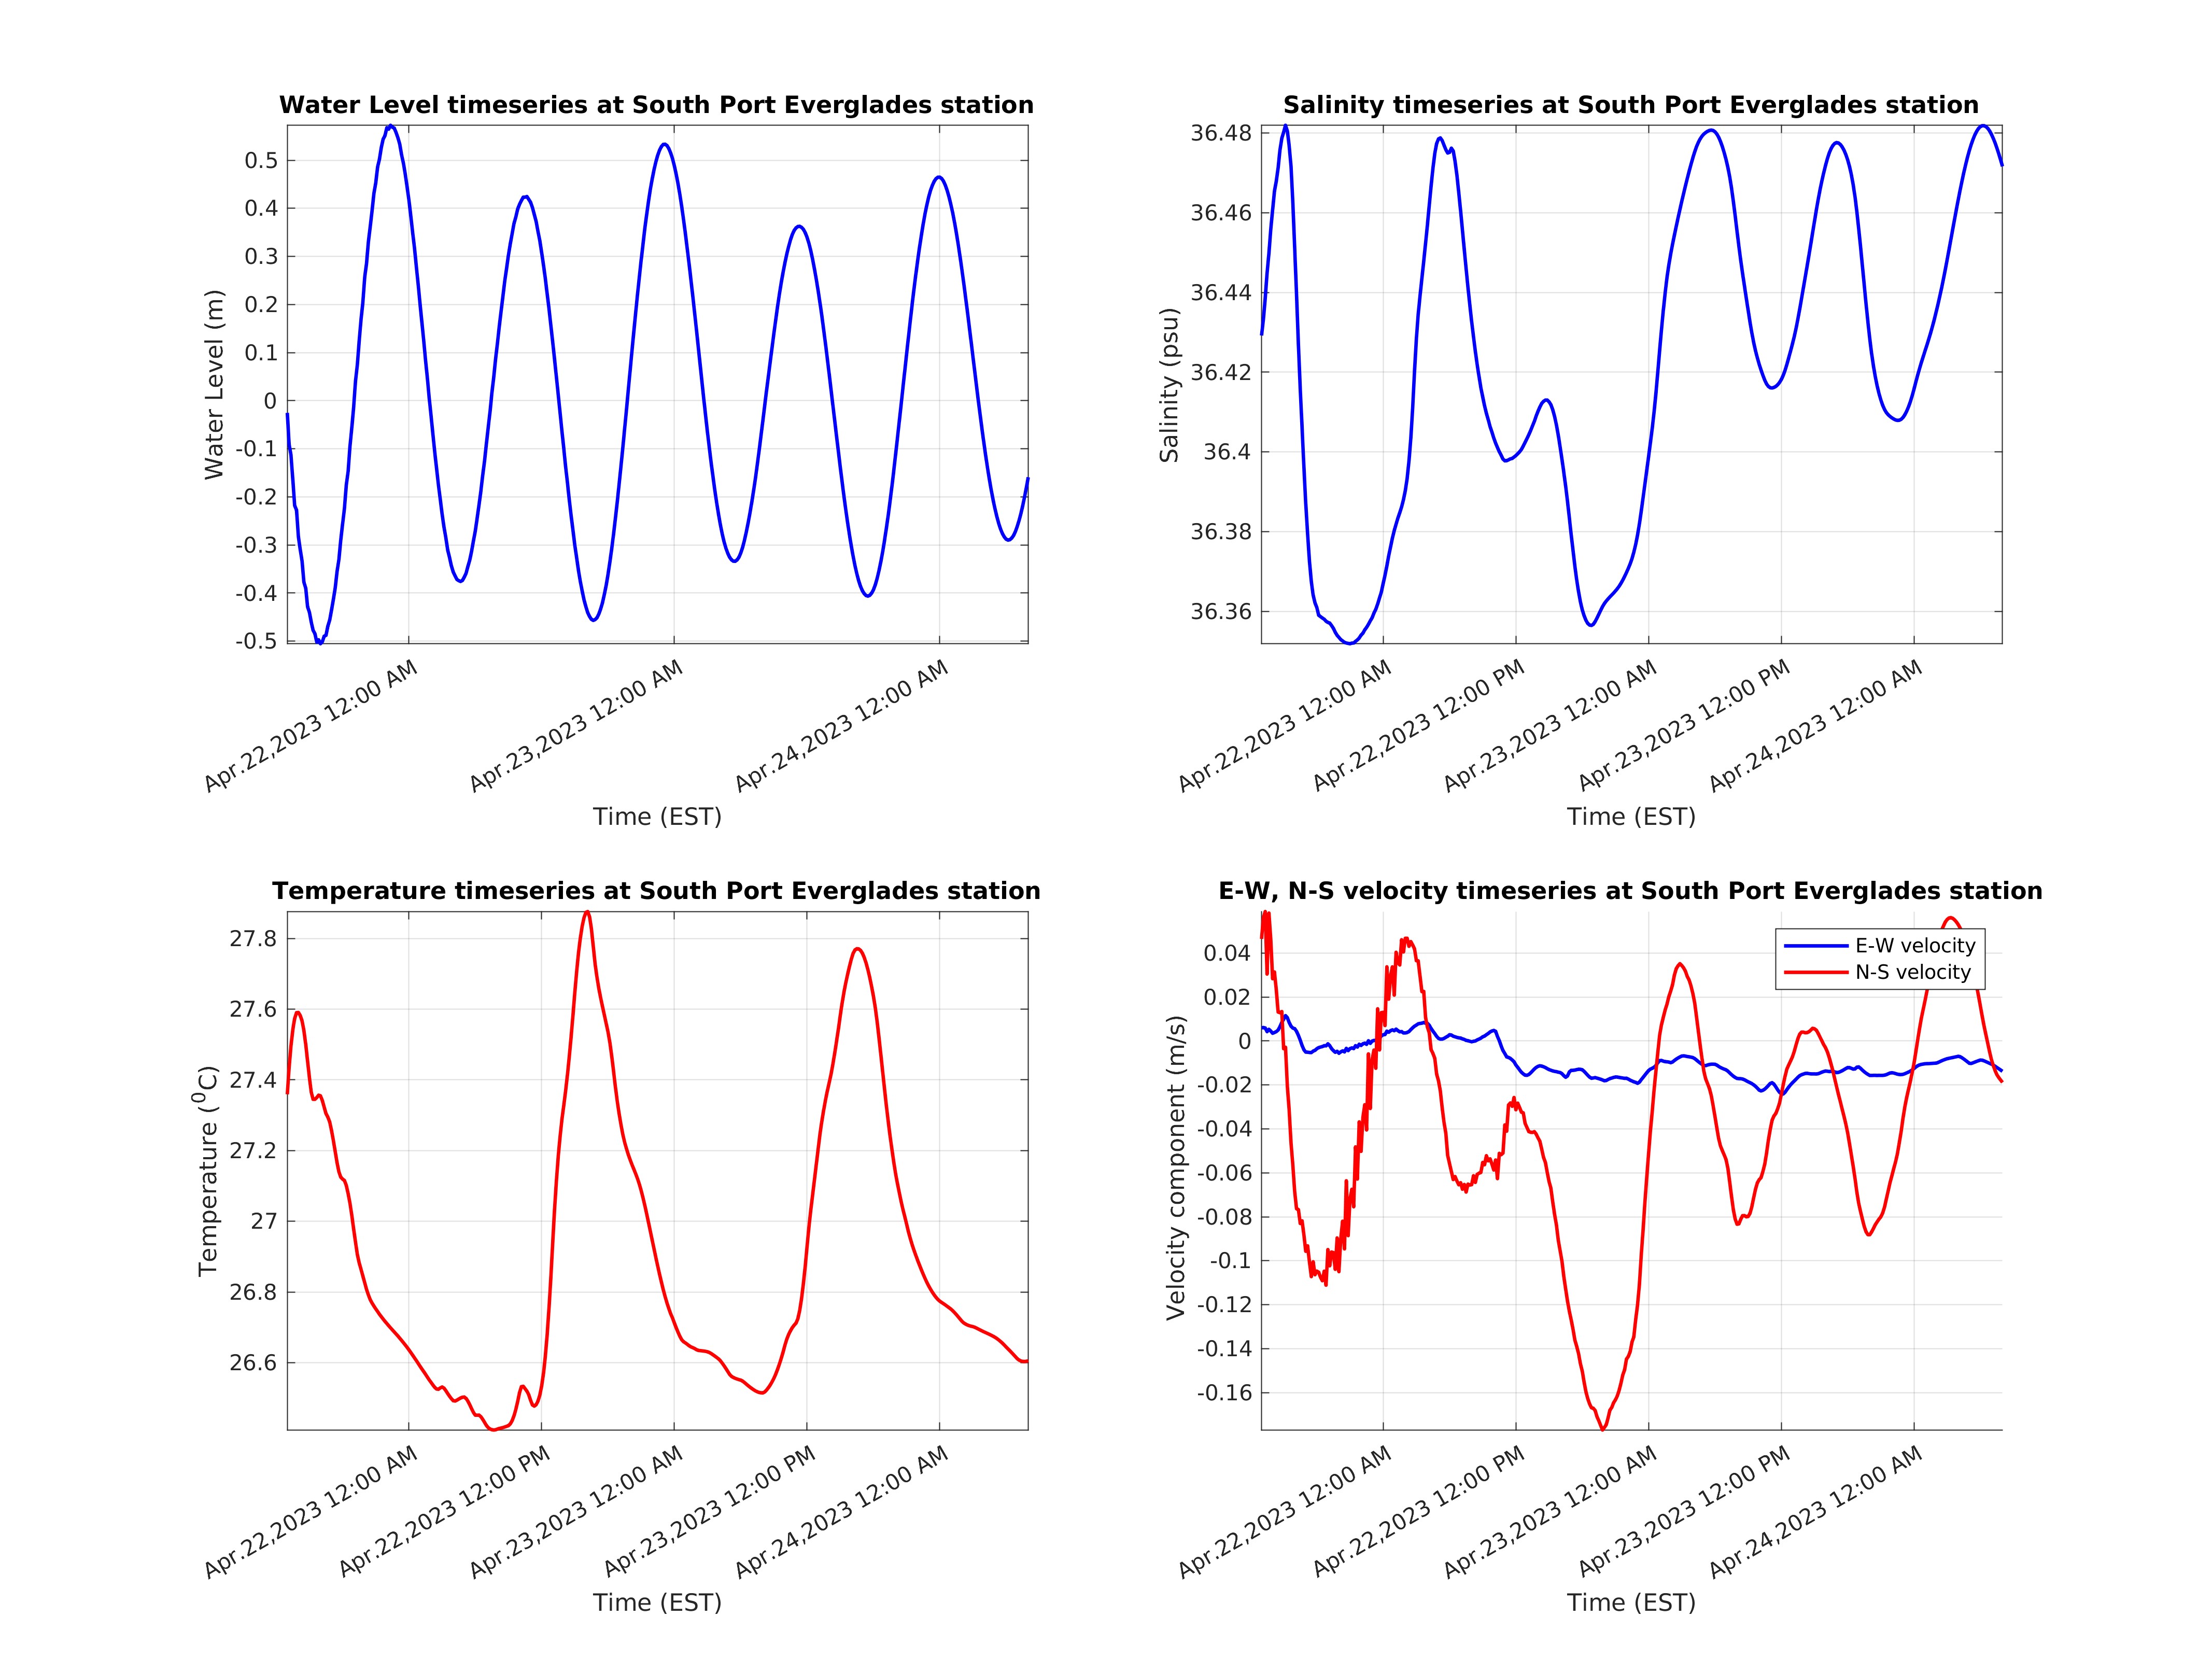 Water Level timeseries at South Port Everglades station
Water Level (m)
0.5
0.4
0.3
0.2
0.1
0
-0.1
-0.2
-0.3
-0.4
-0.5
Apr.22,2023 12:00 AM
Apr.23,2023 12:00 AM
Apr.24,2023 12:00 AM
Time (EST)
Salinity timeseries at South Port Everglades station
Salinity (psu)
36.48
36.46
36.44
36.42
36.4
36.38
36.36
Apr.22,2023 12:00 AM
Apr.22,2023 12:00 PM
Apr.23,2023 12:00 AM
Apr.23,2023 12:00 PM
Apr.24,2023 12:00 AM
Time (EST)
Temperature timeseries at South Port Everglades station
Temperature (⁰C)
27.8
27.6
27.4
27.2
27
26.8
26.6
Apr.22,2023 12:00 AM
Apr.22,2023 12:00 PM
Apr.23,2023 12:00 AM
Apr.23,2023 12:00 PM
Apr.24,2023 12:00 AM
Time (EST)
E-W, N-S velocity timeseries at South Port Everglades station
Velocity component (m/s)
0.04
0.02
0
-0.02
-0.04
-0.06
-0.08
-0.1
-0.12
-0.14
-0.16
E-W velocity
N-S velocity
Apr.22,2023 12:00 AM
Apr.22,2023 12:00 PM
Apr.23,2023 12:00 AM
Apr.23,2023 12:00 PM
Apr.24,2023 12:00 AM
Time (EST)